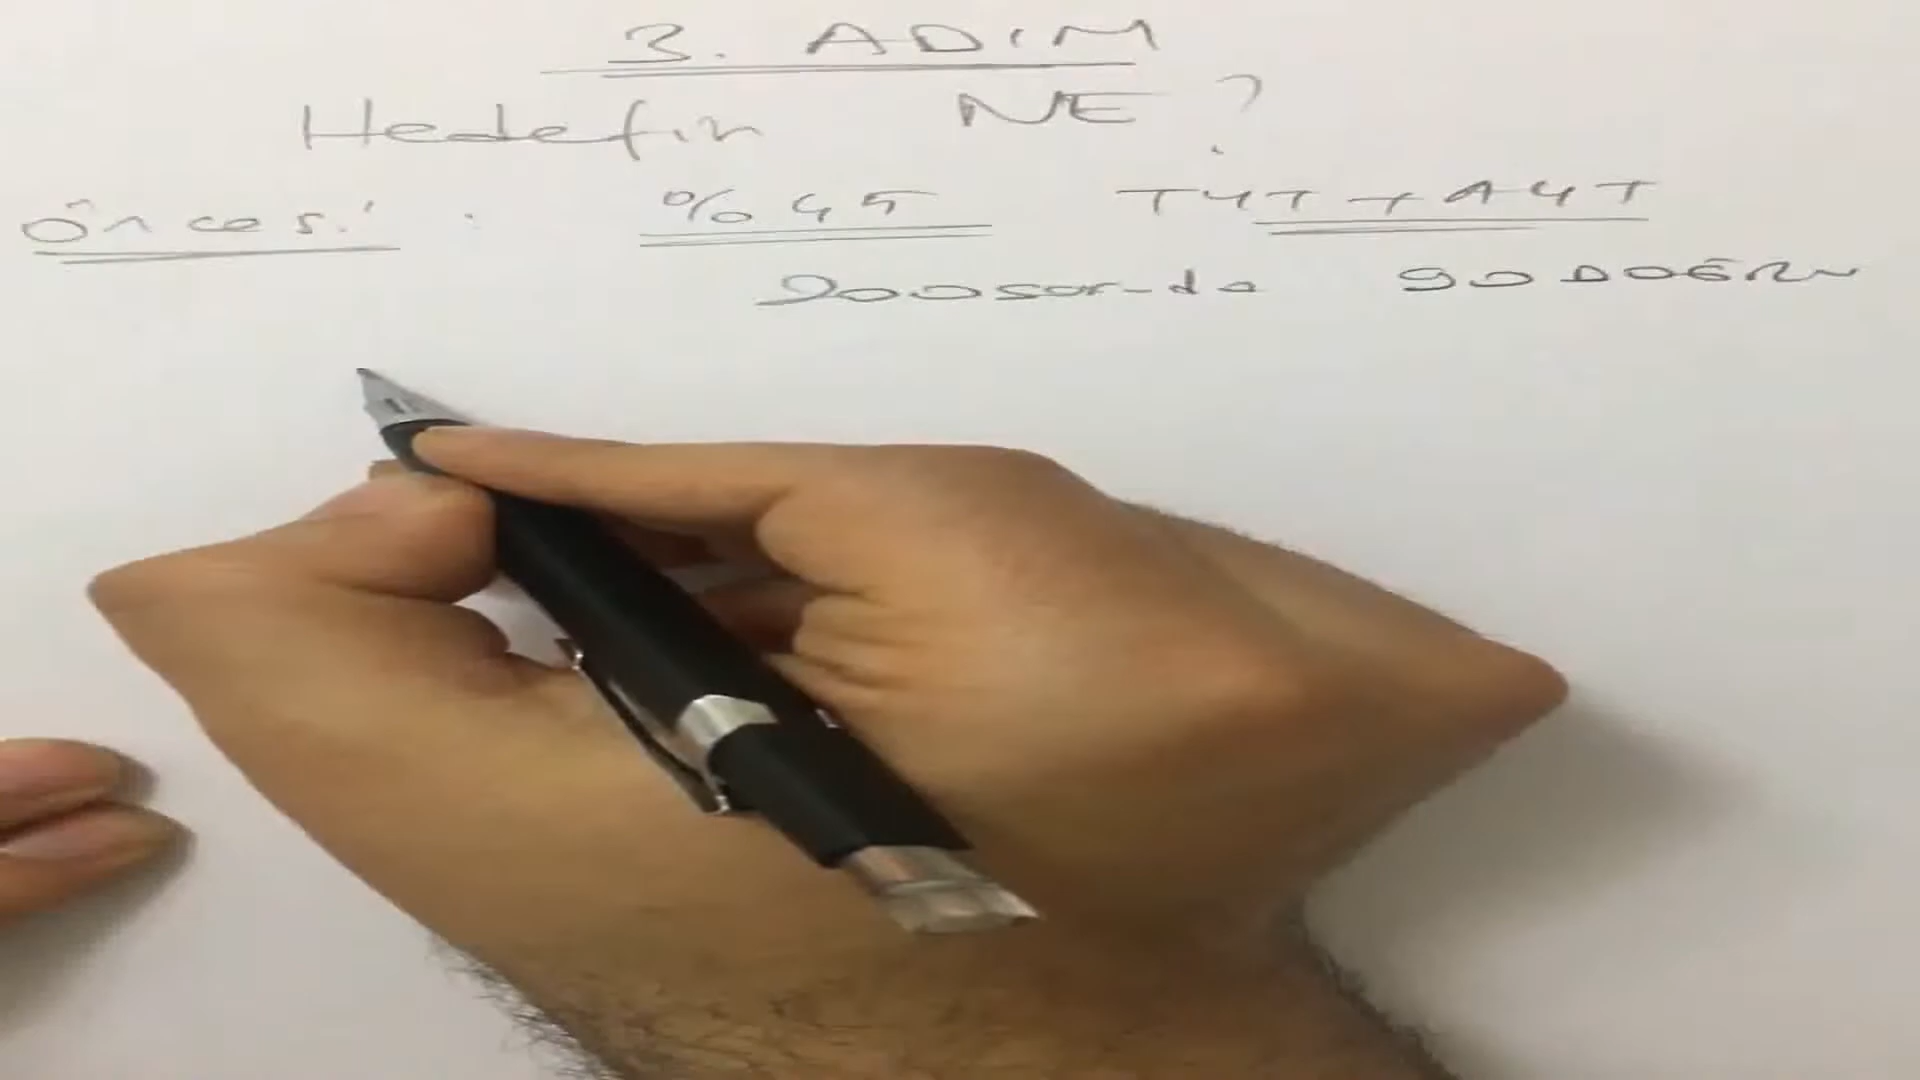 3. ADIM
Hedefin NE?
Öncesi : %45 TYT + AYT
200 soruda 90 DOĞRU